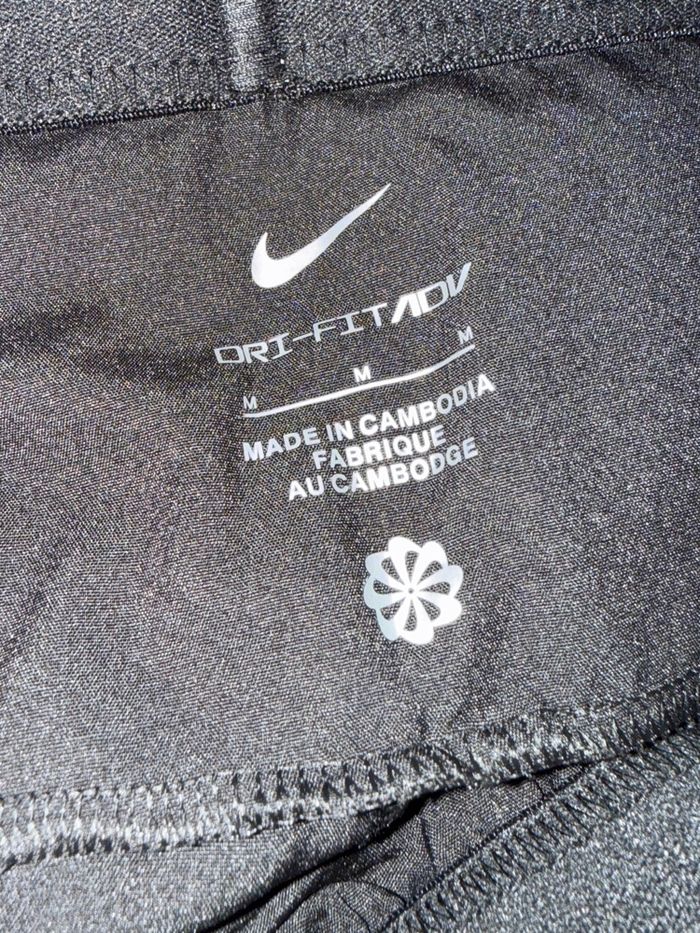 DRI-FIT ADV
M M M
MADE IN CAMBODIA
FABRIQUE
AU CAMBODGE